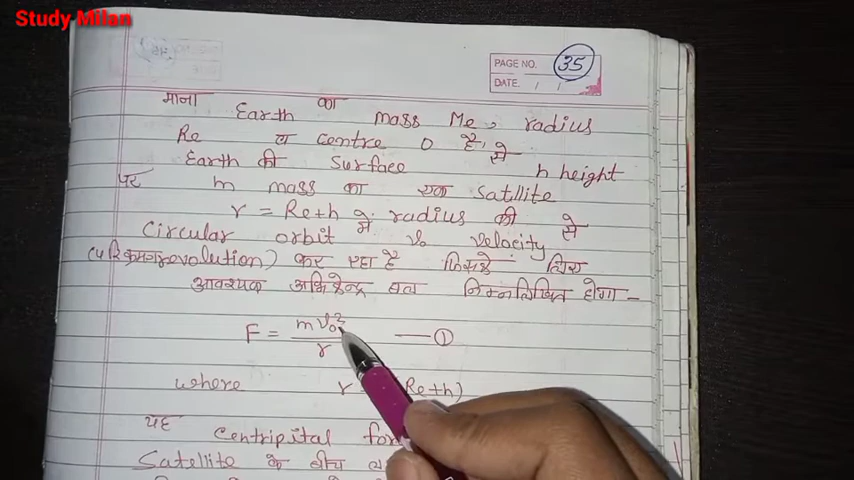 Study Milan
PAGE NO. 35
DATE / /
माना Earth का mass Me, radius
Re व centre O है, से
Earth की surface h height
पर m mass का एक satllite
r = Re+h में radius की से
Circular orbit v₀ velocity
(परिक्रमण revolution) कर रहा है जिसके लिए
आवश्यक अभिकेन्द्र बल निम्नलिखित होगा -
F = mv₀²/r — ①
where r = Re+h)
यह Centripital for
Satellite के बीच